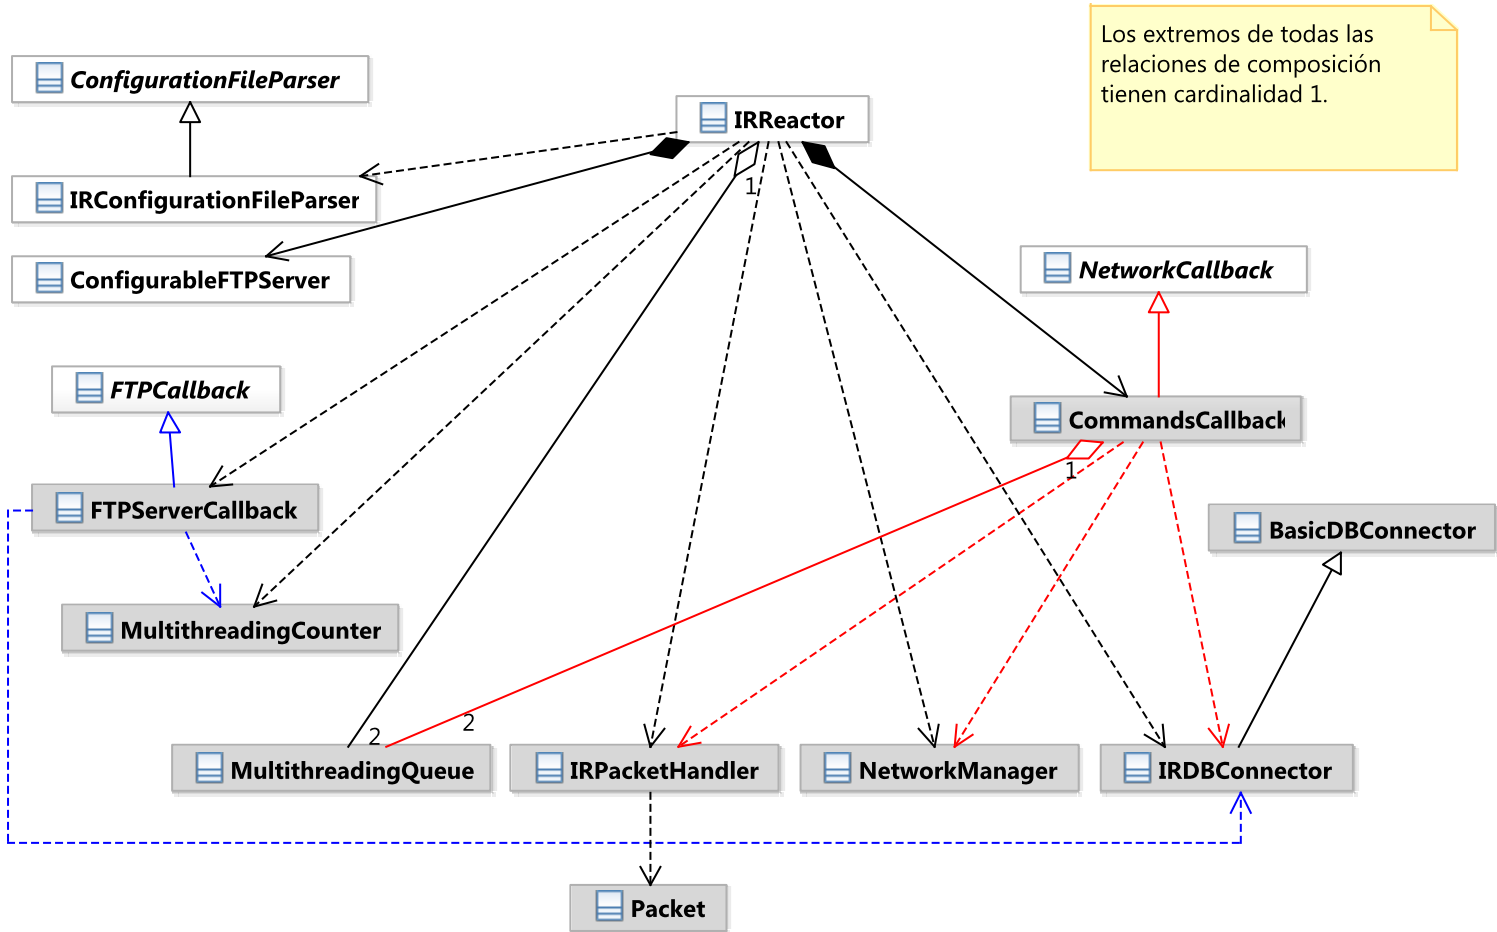 Los extremos de todas las
relaciones de composición
tienen cardinalidad 1.
ConfigurationFileParser
IRReactor
IRConfigurationFileParser
1
ConfigurableFTPServer
NetworkCallback
FTPCallback
CommandsCallback
1
FTPServerCallback
BasicDBConnector
MultithreadingCounter
2
2
MultithreadingQueue
IRPacketHandler
NetworkManager
IRDBConnector
Packet